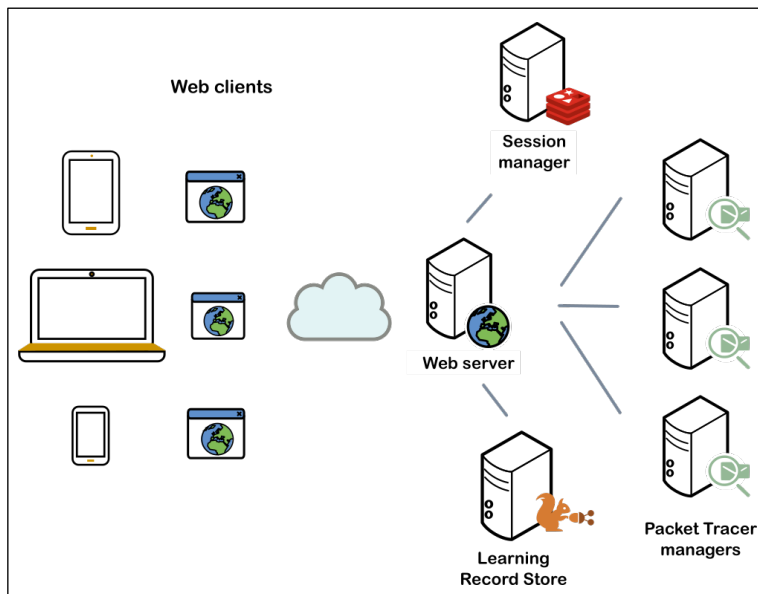 Web clients
Session
manager
Web server
Learning
Record Store
Packet Tracer
managers